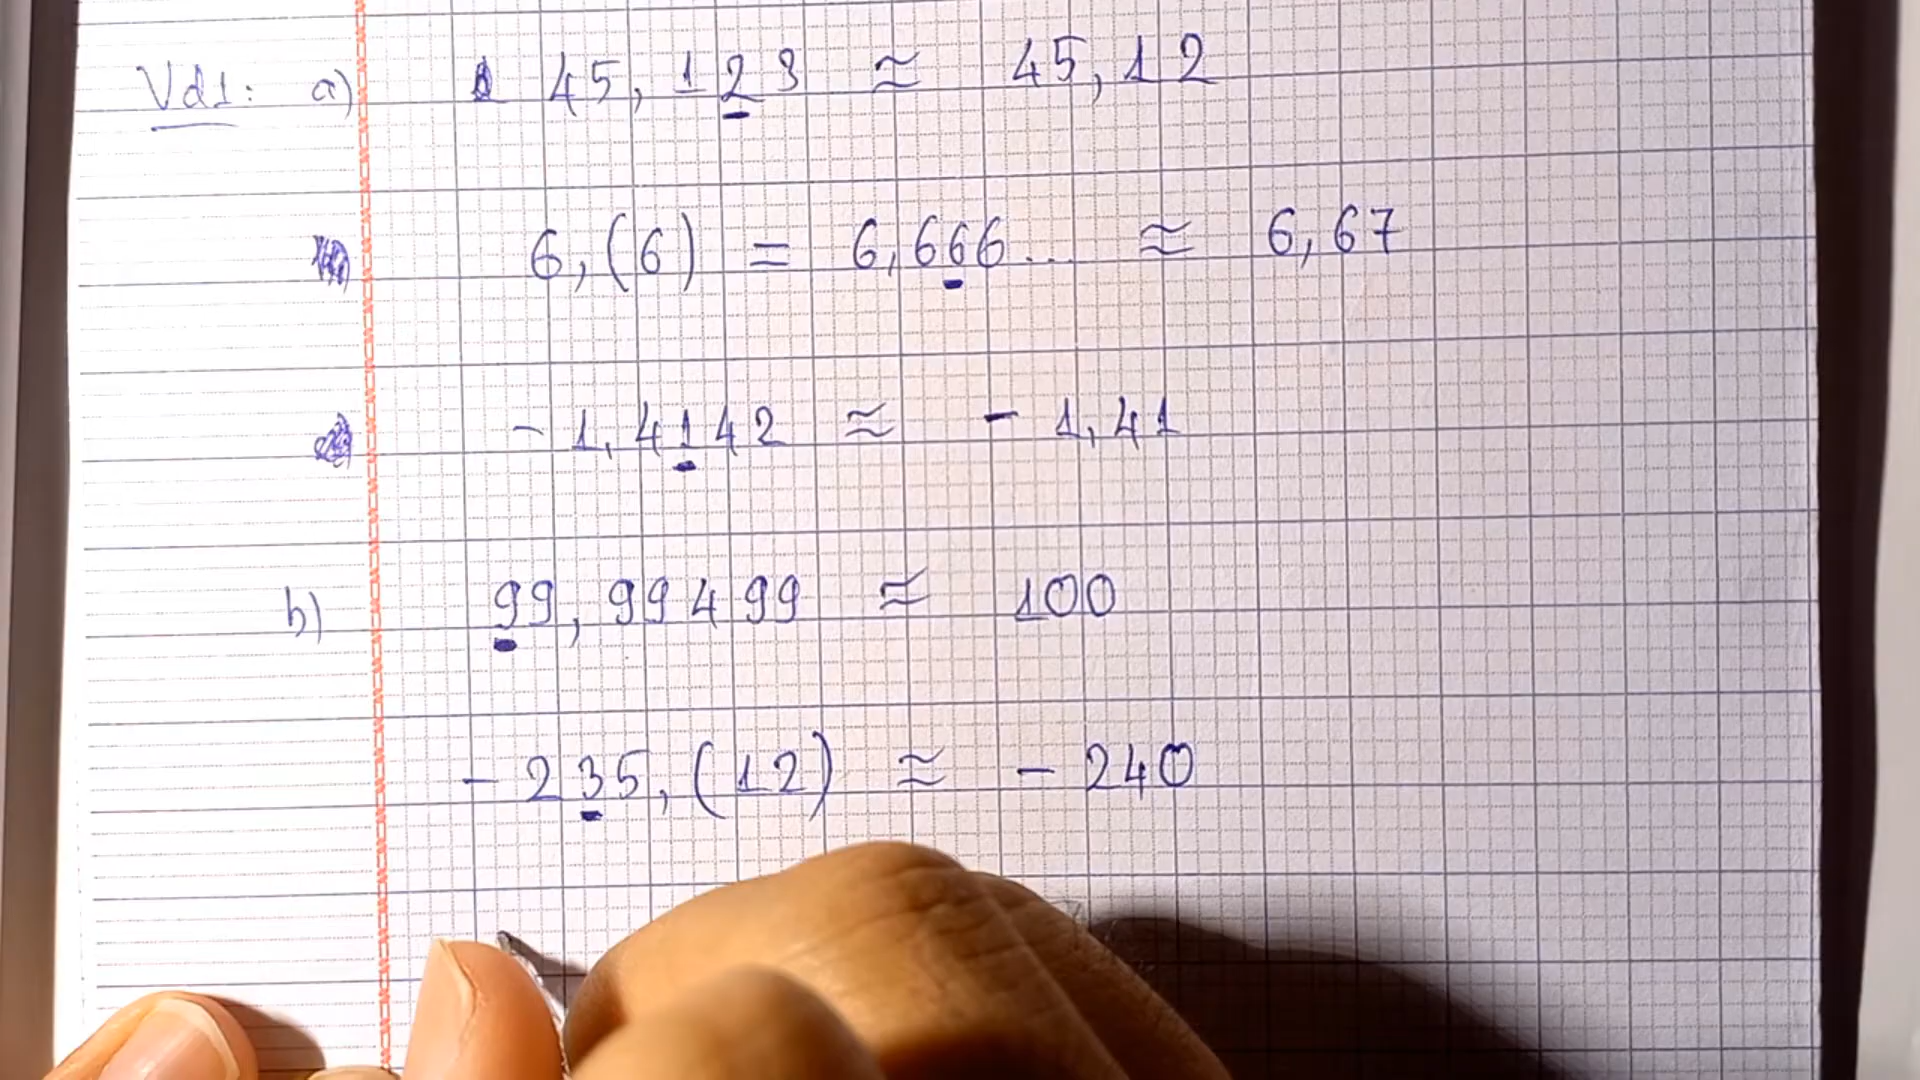 Vd1: a) 45,123 ≈ 45,12
6,(6) = 6,666... ≈ 6,67
- 1,4142 ≈ - 1,41
b) 99,99499 ≈ 100
- 235,(12) ≈ - 240